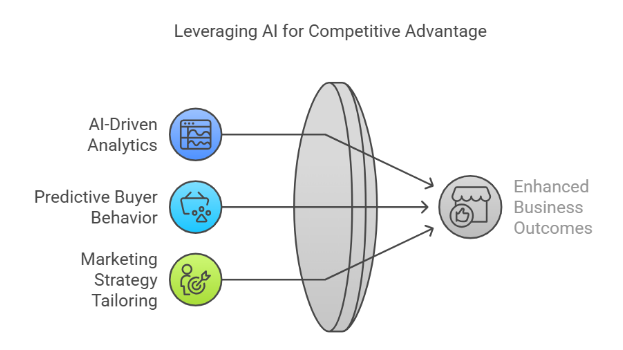 Leveraging AI for Competitive Advantage
AI-Driven
Analytics
Predictive Buyer
Behavior
Marketing
Strategy
Tailoring
Enhanced
Business
Outcomes